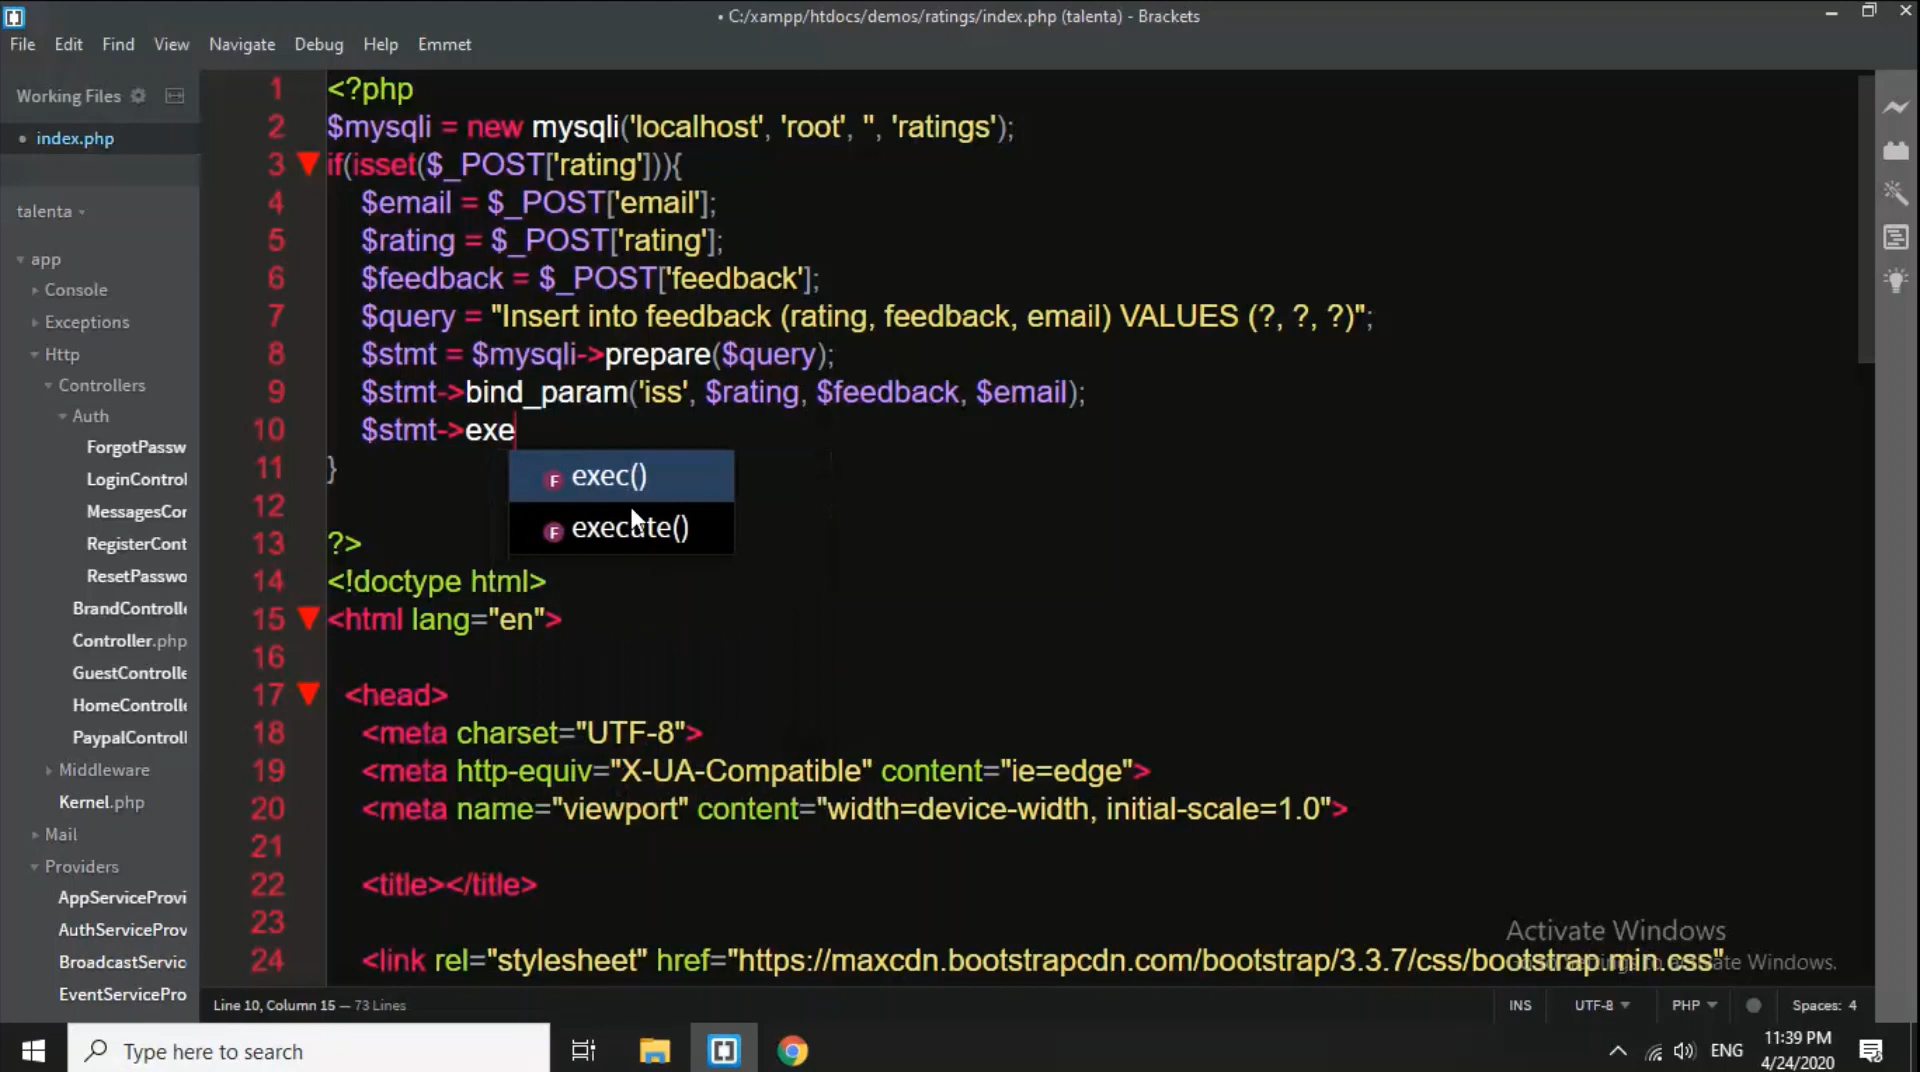 • C:/xampp/htdocs/demos/ratings/index.php (talenta) - Brackets
File Edit Find View Navigate Debug Help Emmet
Working Files
• index.php
talenta
app
Console
Exceptions
Http
Controllers
Auth
ForgotPassw
LoginControl
MessagesCor
RegisterCont
ResetPasswo
BrandControlle
Controller.php
GuestControlle
HomeControlle
PaypalControll
Middleware
Kernel.php
Mail
Providers
AppServiceProvi
AuthServiceProv
BroadcastServic
EventServicePro
1 <?php
2 $mysqli = new mysqli('localhost', 'root', '', 'ratings');
3 if(isset($_POST['rating'])){
4 $email = $_POST['email'];
5 $rating = $_POST['rating'];
6 $feedback = $_POST['feedback'];
7 $query = "Insert into feedback (rating, feedback, email) VALUES (?, ?, ?)";
8 $stmt = $mysqli->prepare($query);
9 $stmt->bind_param('iss', $rating, $feedback, $email);
10 $stmt->exe
F exec()
11 }
12
F execute()
13 ?>
14 <!doctype html>
15 <html lang="en">
16
17 <head>
18 <meta charset="UTF-8">
19 <meta http-equiv="X-UA-Compatible" content="ie=edge">
20 <meta name="viewport" content="width=device-width, initial-scale=1.0">
21
22 <title></title>
23
24 <link rel="stylesheet" href="https://maxcdn.bootstrapcdn.com/bootstrap/3.3.7/css/bootstrap.min.css"
Activate Windows
Windows.
Line 10, Column 15 — 73 Lines
INS UTF-8 PHP Spaces: 4
Type here to search
ENG
11:39 PM
4/24/2020